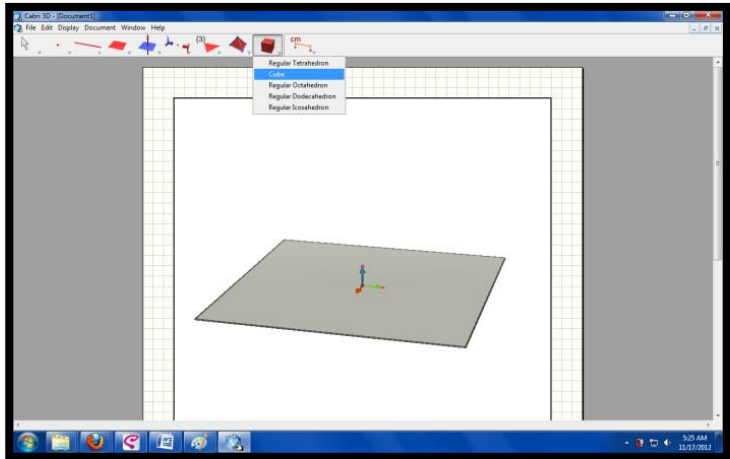 Cabri 3D - [Document1]
File Edit Display Document Window Help
{3}
cm
Regular Tetrahedron
Cube
Regular Octahedron
Regular Dodecahedron
Regular Icosahedron
5:25 AM
11/17/2012